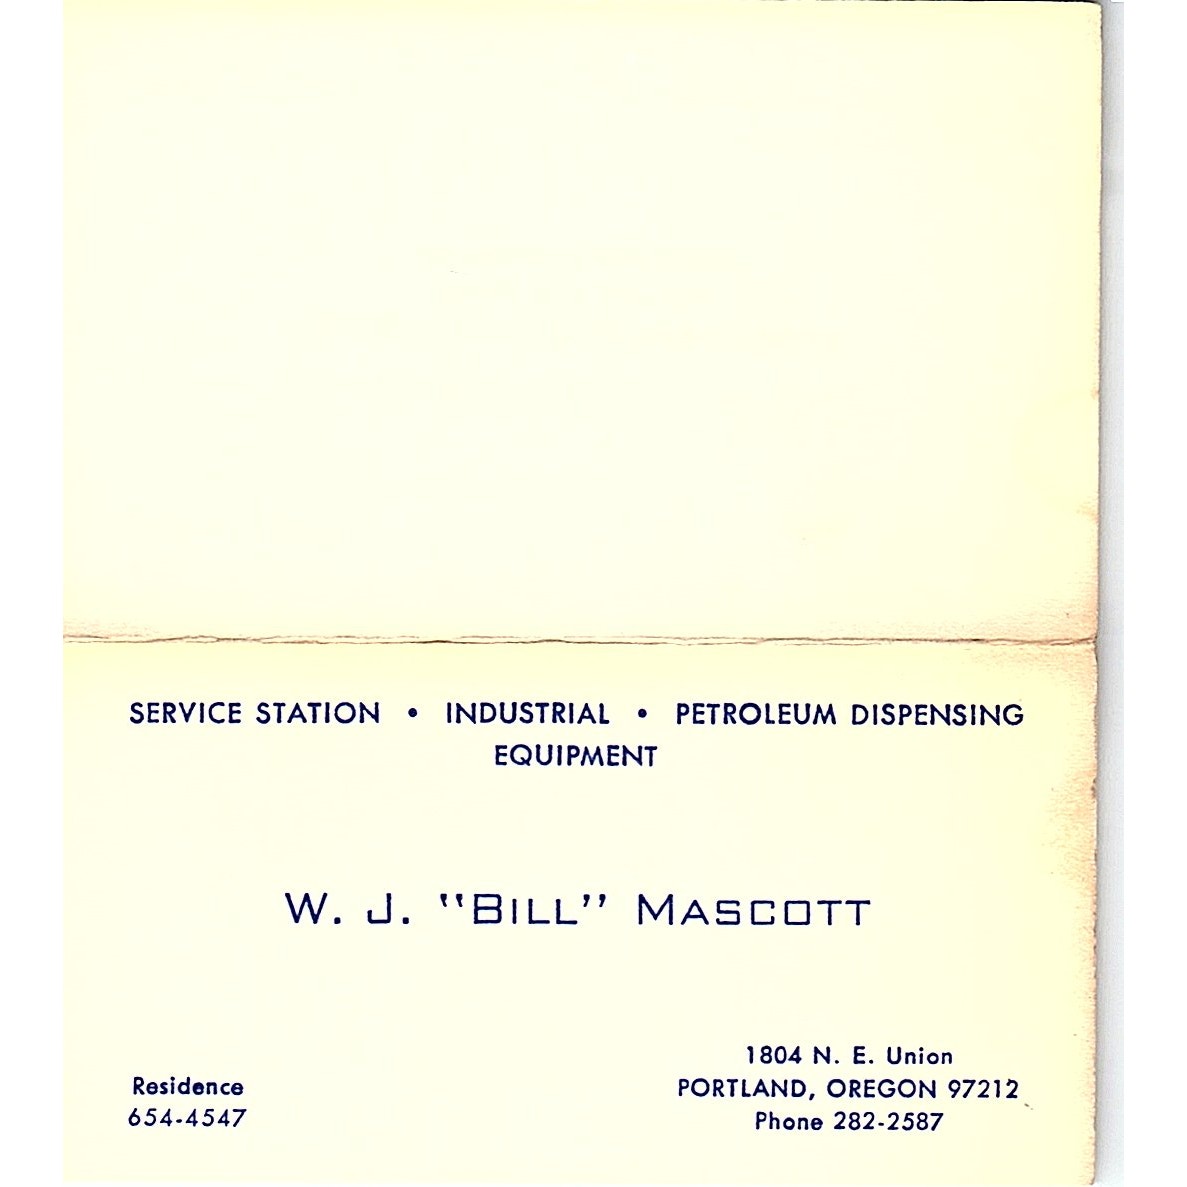 SERVICE STATION • INDUSTRIAL • PETROLEUM DISPENSING
EQUIPMENT
W. J. "BILL" MASCOTT
Residence
654-4547
1804 N. E. Union
PORTLAND, OREGON 97212
Phone 282-2587